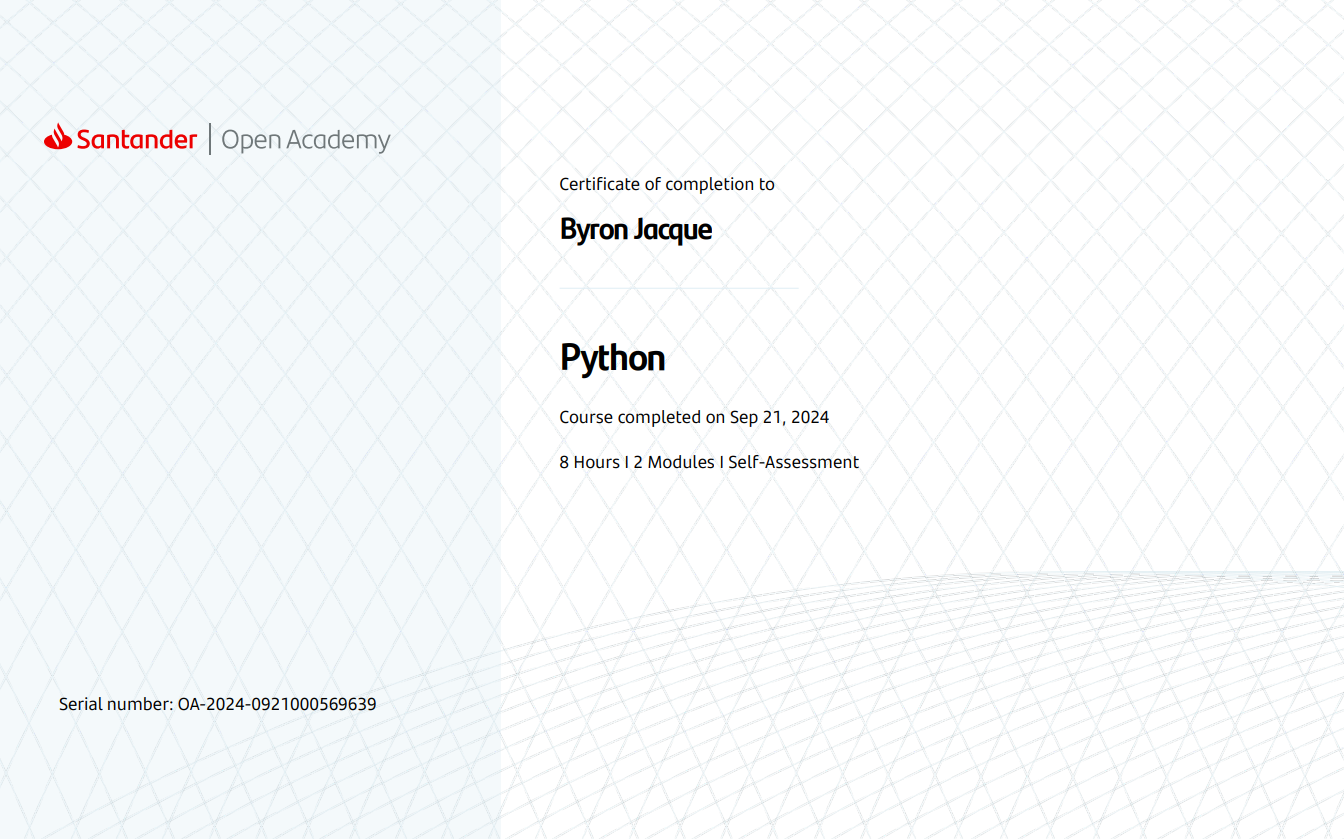 Santander | Open Academy
Certificate of completion to
Byron Jacque
Python
Course completed on Sep 21, 2024
8 Hours I 2 Modules I Self-Assessment
Serial number: OA-2024-0921000569639